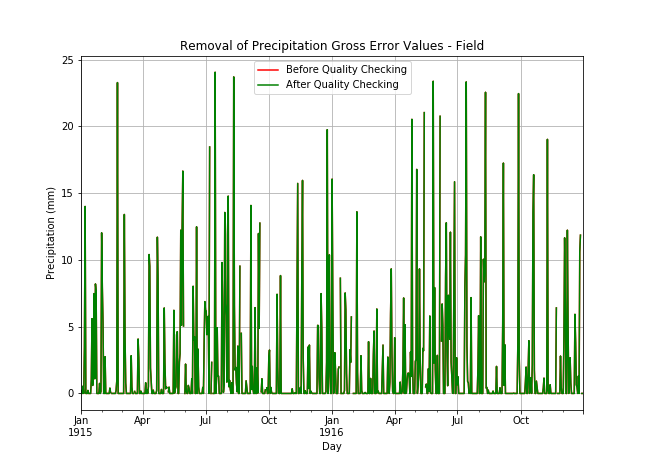 Removal of Precipitation Gross Error Values - Field
Before Quality Checking
After Quality Checking
25
20
15
10
5
0
Precipitation (mm)
Jan Apr Jul Oct Jan Apr Jul Oct
1915 1916
Day